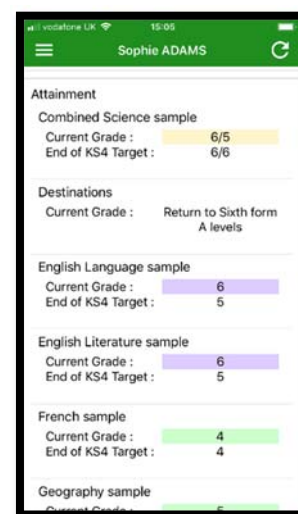 vodafone UK 15:05
Sophie ADAMS
Attainment
Combined Science sample
Current Grade : 6/5
End of KS4 Target : 6/6
Destinations
Current Grade : Return to Sixth form
A levels
English Language sample
Current Grade : 6
End of KS4 Target : 5
English Literature sample
Current Grade : 6
End of KS4 Target : 5
French sample
Current Grade : 4
End of KS4 Target : 4
Geography sample
Current Grade : 5